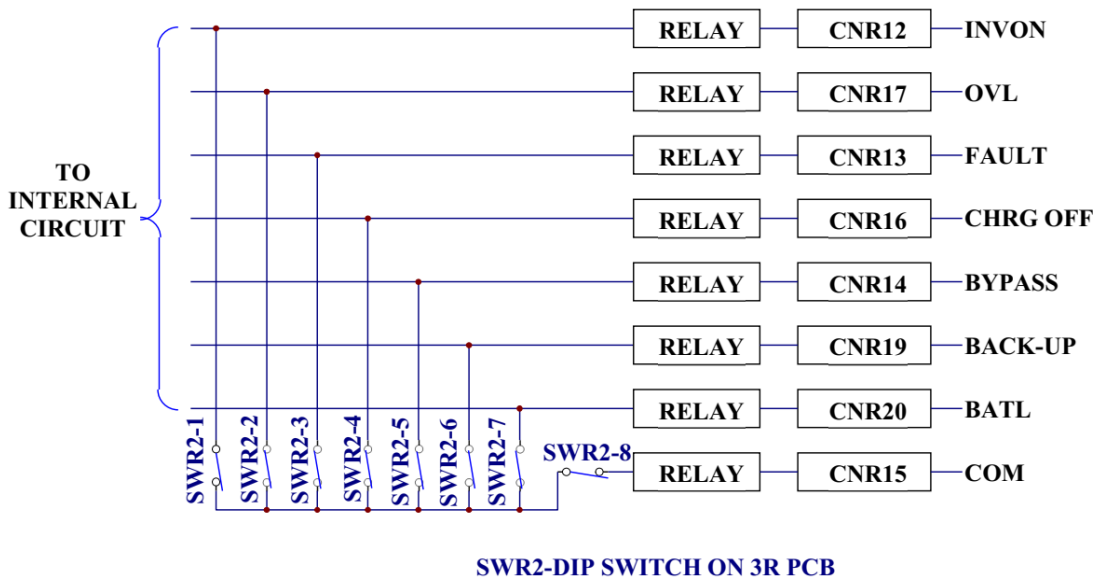 RELAY CNR12 INVON
RELAY CNR17 OVL
RELAY CNR13 FAULT
TO
INTERNAL
CIRCUIT
RELAY CNR16 CHRG OFF
RELAY CNR14 BYPASS
RELAY CNR19 BACK-UP
RELAY CNR20 BATL
SWR2-1
SWR2-2
SWR2-3
SWR2-4
SWR2-5
SWR2-6
SWR2-7
SWR2-8
RELAY CNR15 COM
SWR2-DIP SWITCH ON 3R PCB